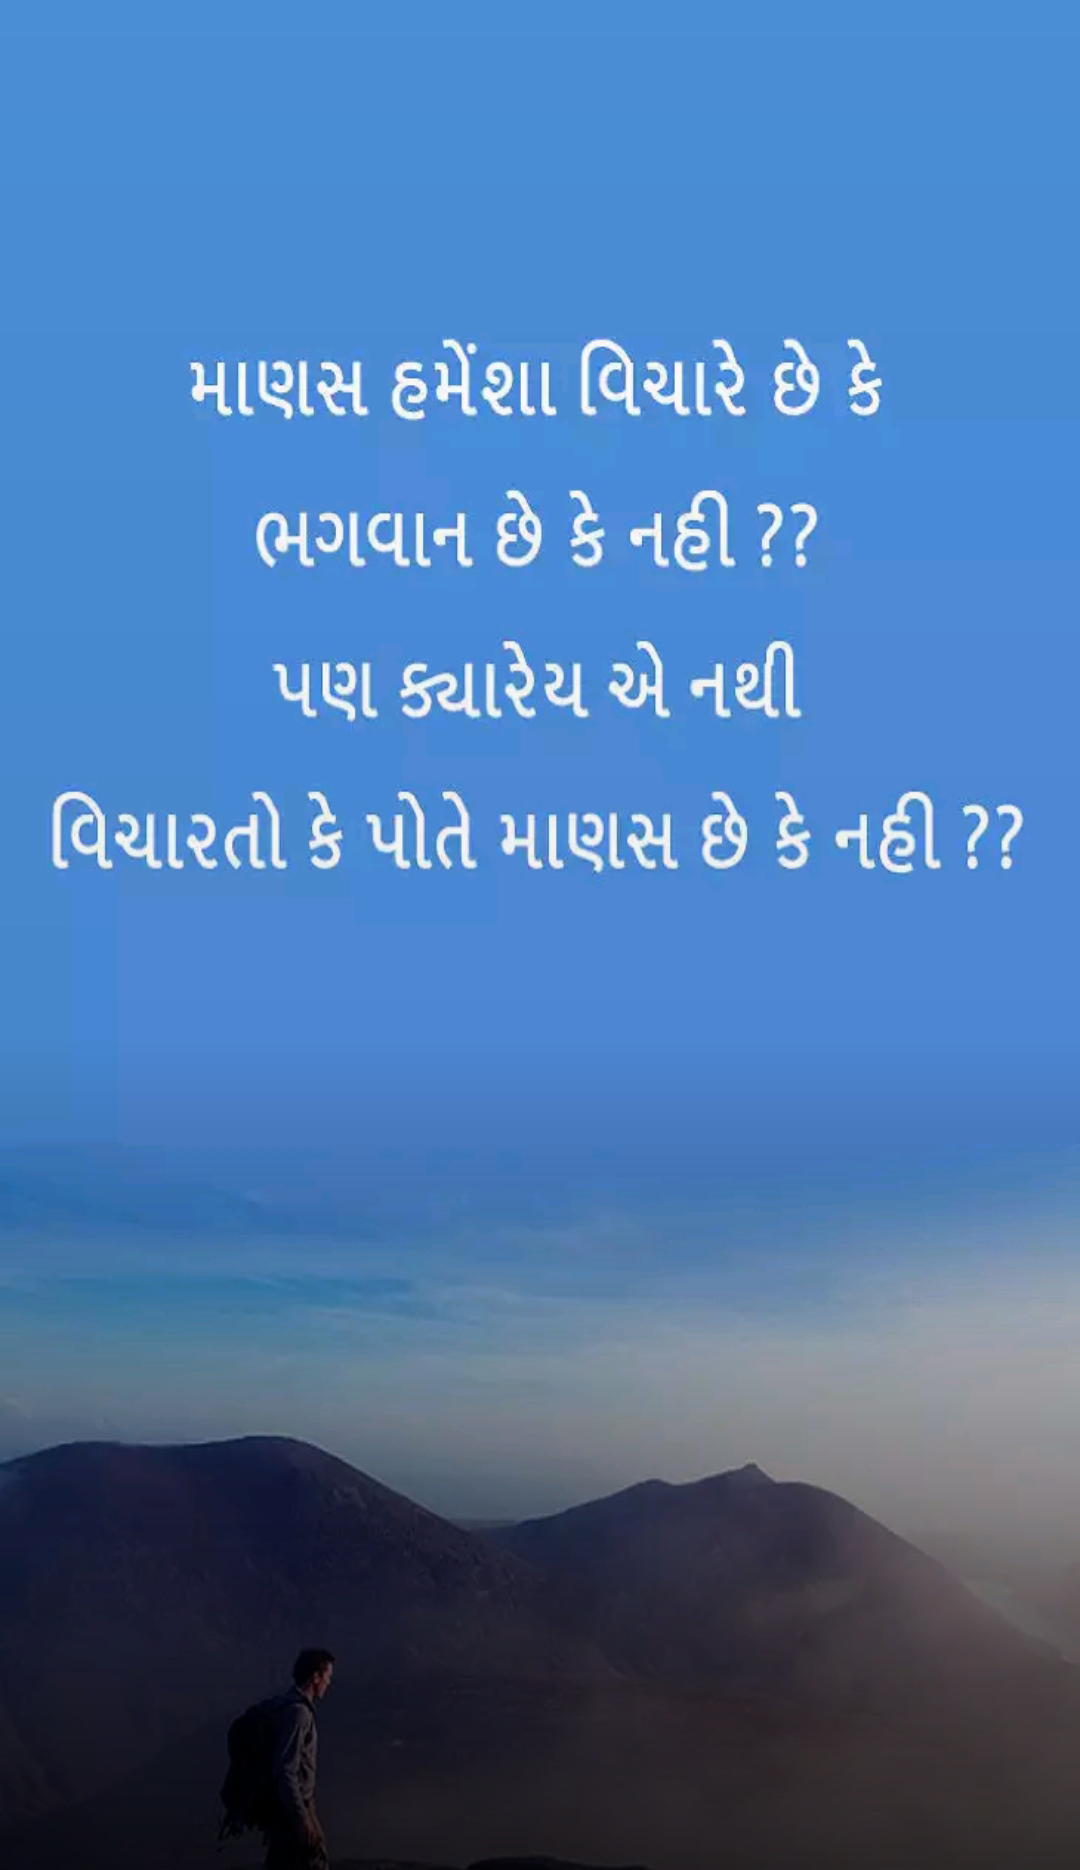 માણસ હમેંશા વિચારે છે કે
ભગવાન છે કે નહી ??
પણ ક્યારેય એ નથી
વિચારતો કે પોતે માણસ છે કે નહી ??